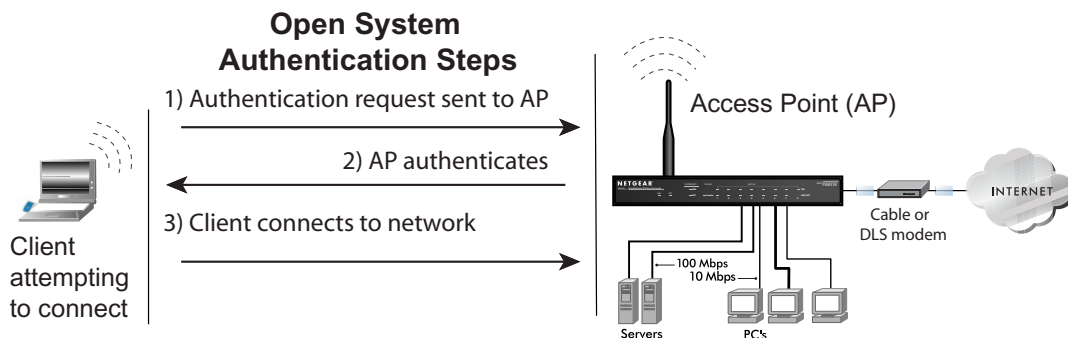 Open System
Authentication Steps
1) Authentication request sent to AP
2) AP authenticates
3) Client connects to network
Client
attempting
to connect
Access Point (AP)
NETGEAR
INTERNET
Cable or
DLS modem
100 Mbps
10 Mbps
Servers
PC's